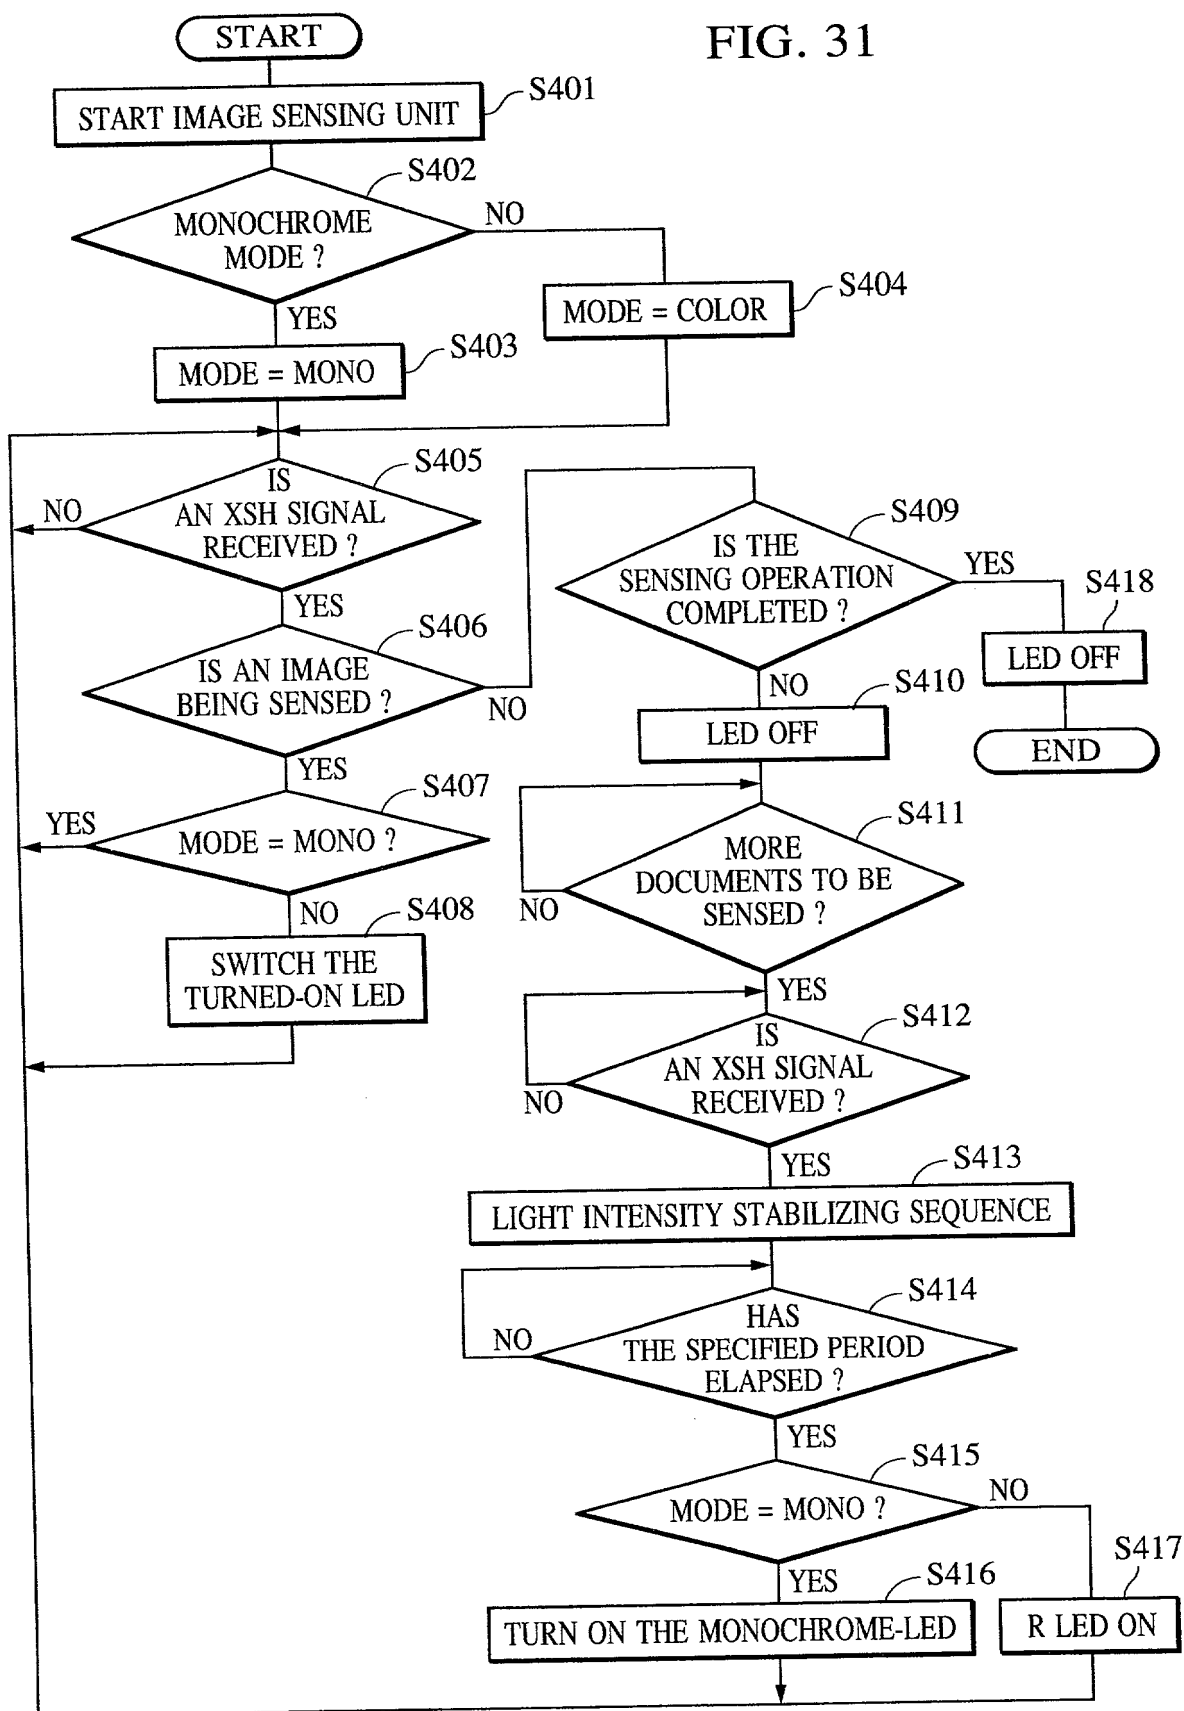 START
FIG. 31
START IMAGE SENSING UNIT
S401
S402
MONOCHROME
MODE ?
NO
YES
MODE = COLOR
S404
MODE = MONO
S403
S405
IS
AN XSH SIGNAL
RECEIVED ?
NO
YES
S406
IS AN IMAGE
BEING SENSED ?
NO
YES
S407
MODE = MONO ?
YES
NO
S408
SWITCH THE
TURNED-ON LED
S409
IS THE
SENSING OPERATION
COMPLETED ?
YES
S418
LED OFF
END
NO
S410
LED OFF
S411
MORE
DOCUMENTS TO BE
SENSED ?
NO
YES
S412
IS
AN XSH SIGNAL
RECEIVED ?
NO
YES
S413
LIGHT INTENSITY STABILIZING SEQUENCE
S414
HAS
THE SPECIFIED PERIOD
ELAPSED ?
NO
YES
S415
MODE = MONO ?
NO
YES
S416
TURN ON THE MONOCHROME-LED
S417
R LED ON